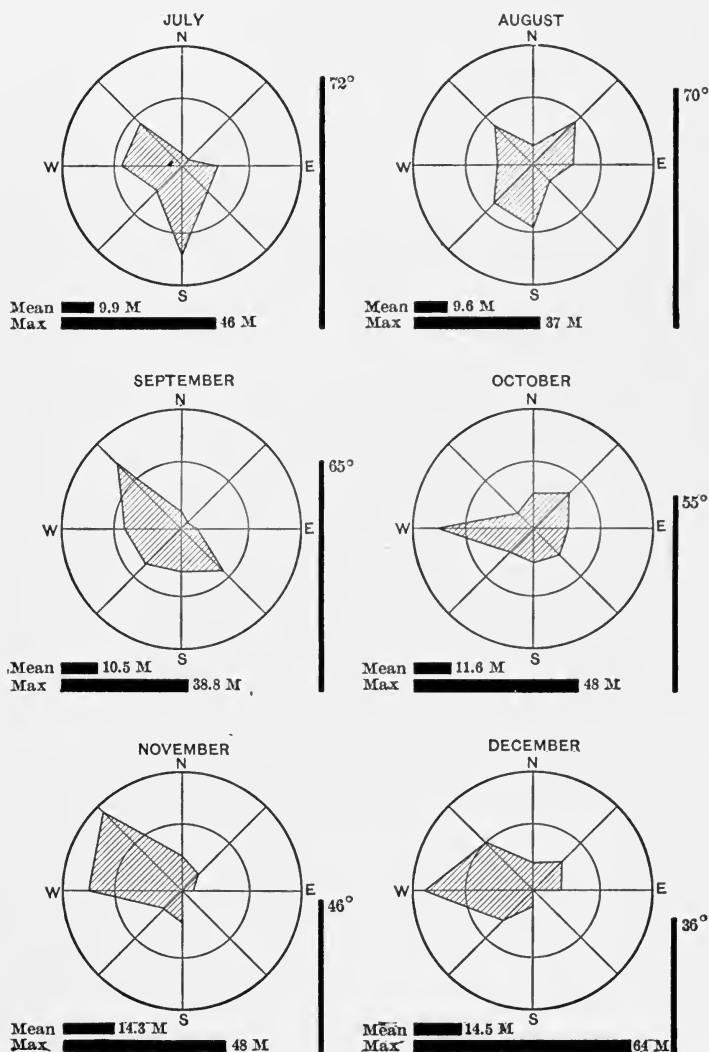 JULY
N
W
E
S
72°
Mean 9.9 M
Max 46 M
AUGUST
N
W
E
S
70°
Mean 9.6 M
Max 37 M
SEPTEMBER
N
W
E
S
65°
Mean 10.5 M
Max 38.8 M
OCTOBER
N
W
E
S
55°
Mean 11.6 M
Max 48 M
NOVEMBER
N
W
E
S
46°
Mean 14.3 M
Max 48 M
DECEMBER
N
W
E
S
36°
Mean 14.5 M
Max 64 M